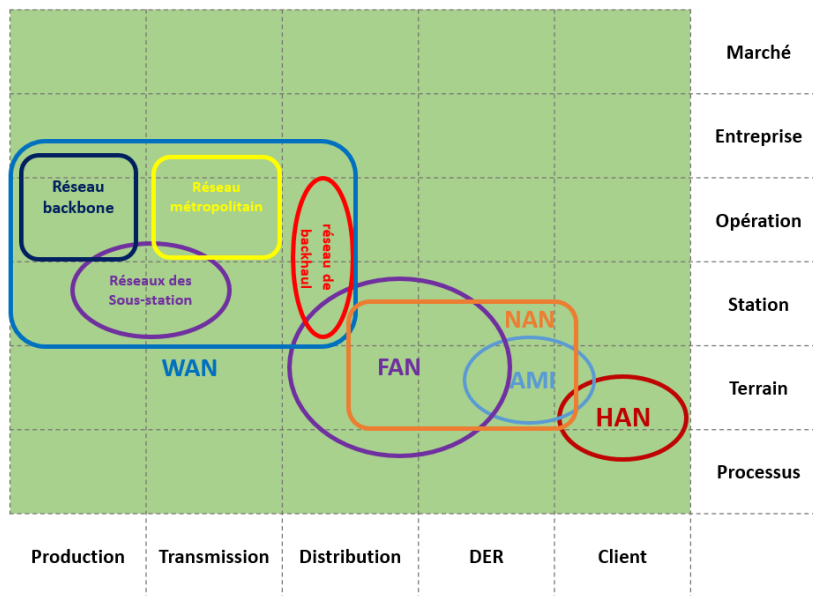 Marché
Entreprise
Réseau
backbone
Réseau
métropolitain
réseau de
backhaul
Opération
Réseaux des
Sous-station
Station
NAN
WAN
FAN
AMI
Terrain
HAN
Processus
Production
Transmission
Distribution
DER
Client